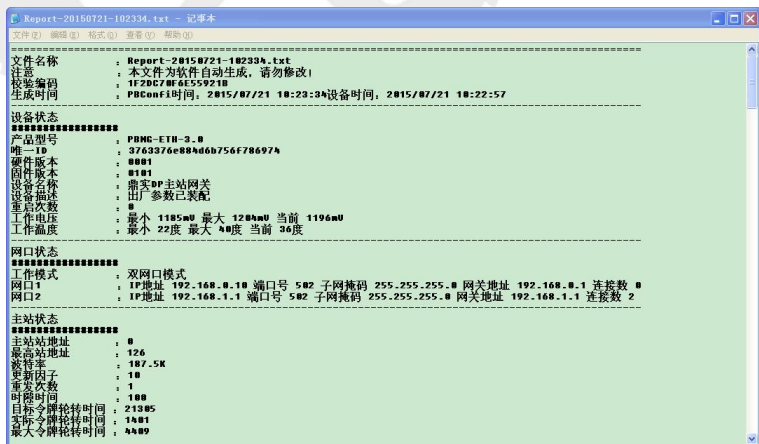 Report-20150721-102334.txt - 记事本
文件(F) 编辑(E) 格式(O) 查看(V) 帮助(H)
文件名称 : Report-20150721-102334.txt
注意 : 本文件为软件自动生成，请勿修改!
校验编码 : 1F2DC70F6E55921B
生成时间 : PBConfi时间: 2015/07/21 10:23:34设备时间: 2015/07/21 10:22:57
设备状态
产品型号 : PBMG-ETH-3.0
唯一ID : 3763376e884d6b756f786974
硬件版本 : 0001
固件版本 : 0101
设备名称 : 鼎实DP主站网关
设备描述 : 出厂参数已装配
重启次数 : 0
工作电压 : 最小 1185mV 最大 1204mV 当前 1196mV
工作温度 : 最小 22度 最大 40度 当前 36度
网口状态
工作模式 : 双网口模式
网口1 : IP地址 192.168.0.10 端口号 502 子网掩码 255.255.255.0 网关地址 192.168.0.1 连接数 0
网口2 : IP地址 192.168.1.1 端口号 502 子网掩码 255.255.255.0 网关地址 192.168.1.1 连接数 2
主站状态
主站站地址 : 0
最高站地址 : 126
波特率 : 187.5K
更新因子 : 10
重发次数 : 1
时隙时间 : 100
目标令牌轮转时间 : 21305
实际令牌轮转时间 : 1401
最大令牌轮转时间 : 4409